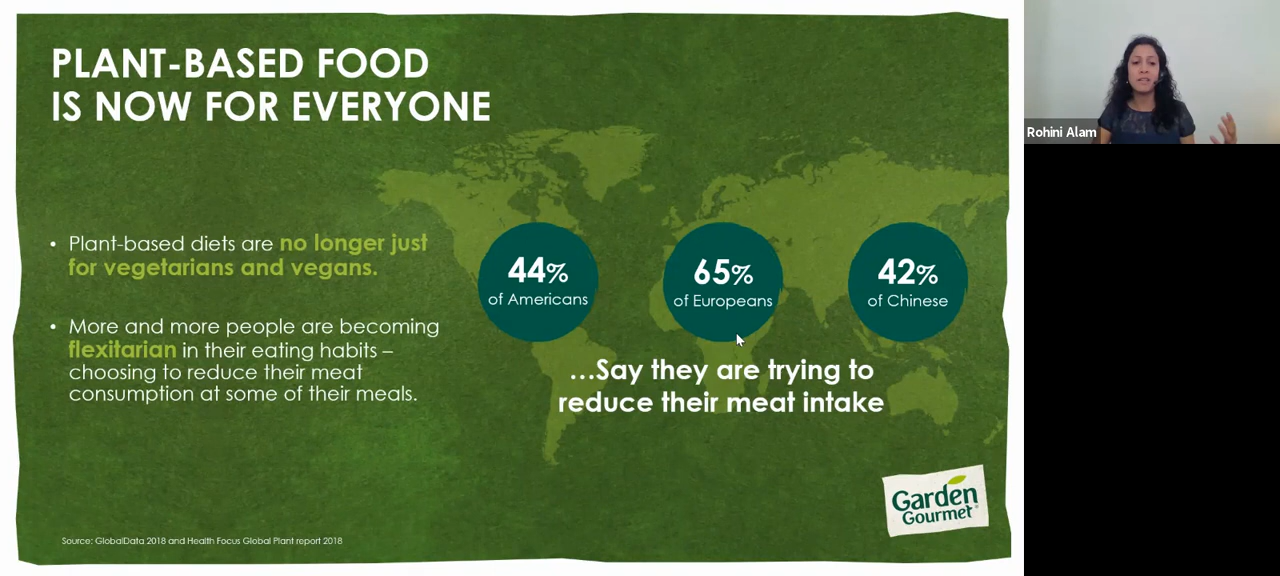 PLANT-BASED FOOD
IS NOW FOR EVERYONE
Rohini Alam
• Plant-based diets are no longer just
for vegetarians and vegans.
• More and more people are becoming
flexitarian in their eating habits –
choosing to reduce their meat
consumption at some of their meals.
44%
of Americans
65%
of Europeans
42%
of Chinese
...Say they are trying to
reduce their meat intake
Garden
Gourmet®
Source: GlobalData 2018 and Health Focus Global Plant report 2018